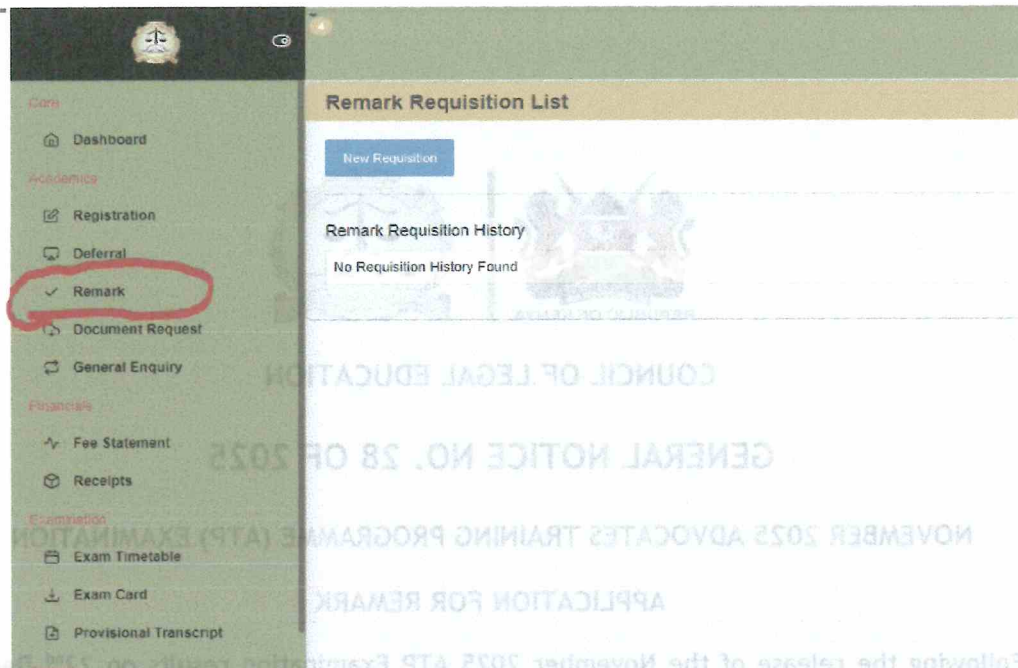 Core
Dashboard
Academics
Registration
Deferral
Remark
Document Request
General Enquiry
Financials
Fee Statement
Receipts
Examination
Exam Timetable
Exam Card
Provisional Transcript
Remark Requisition List
New Requisition
Remark Requisition History
No Requisition History Found
REPUBLIC OF KENYA
COUNCIL OF LEGAL EDUCATION
GENERAL NOTICE NO. 28 OF 2025
NOVEMBER 2025 ADVOCATES TRAINING PROGRAMME (ATP) EXAMINATION
APPLICATION FOR REMARK
Following the release of the November 2025 ATP Examination results on 22nd